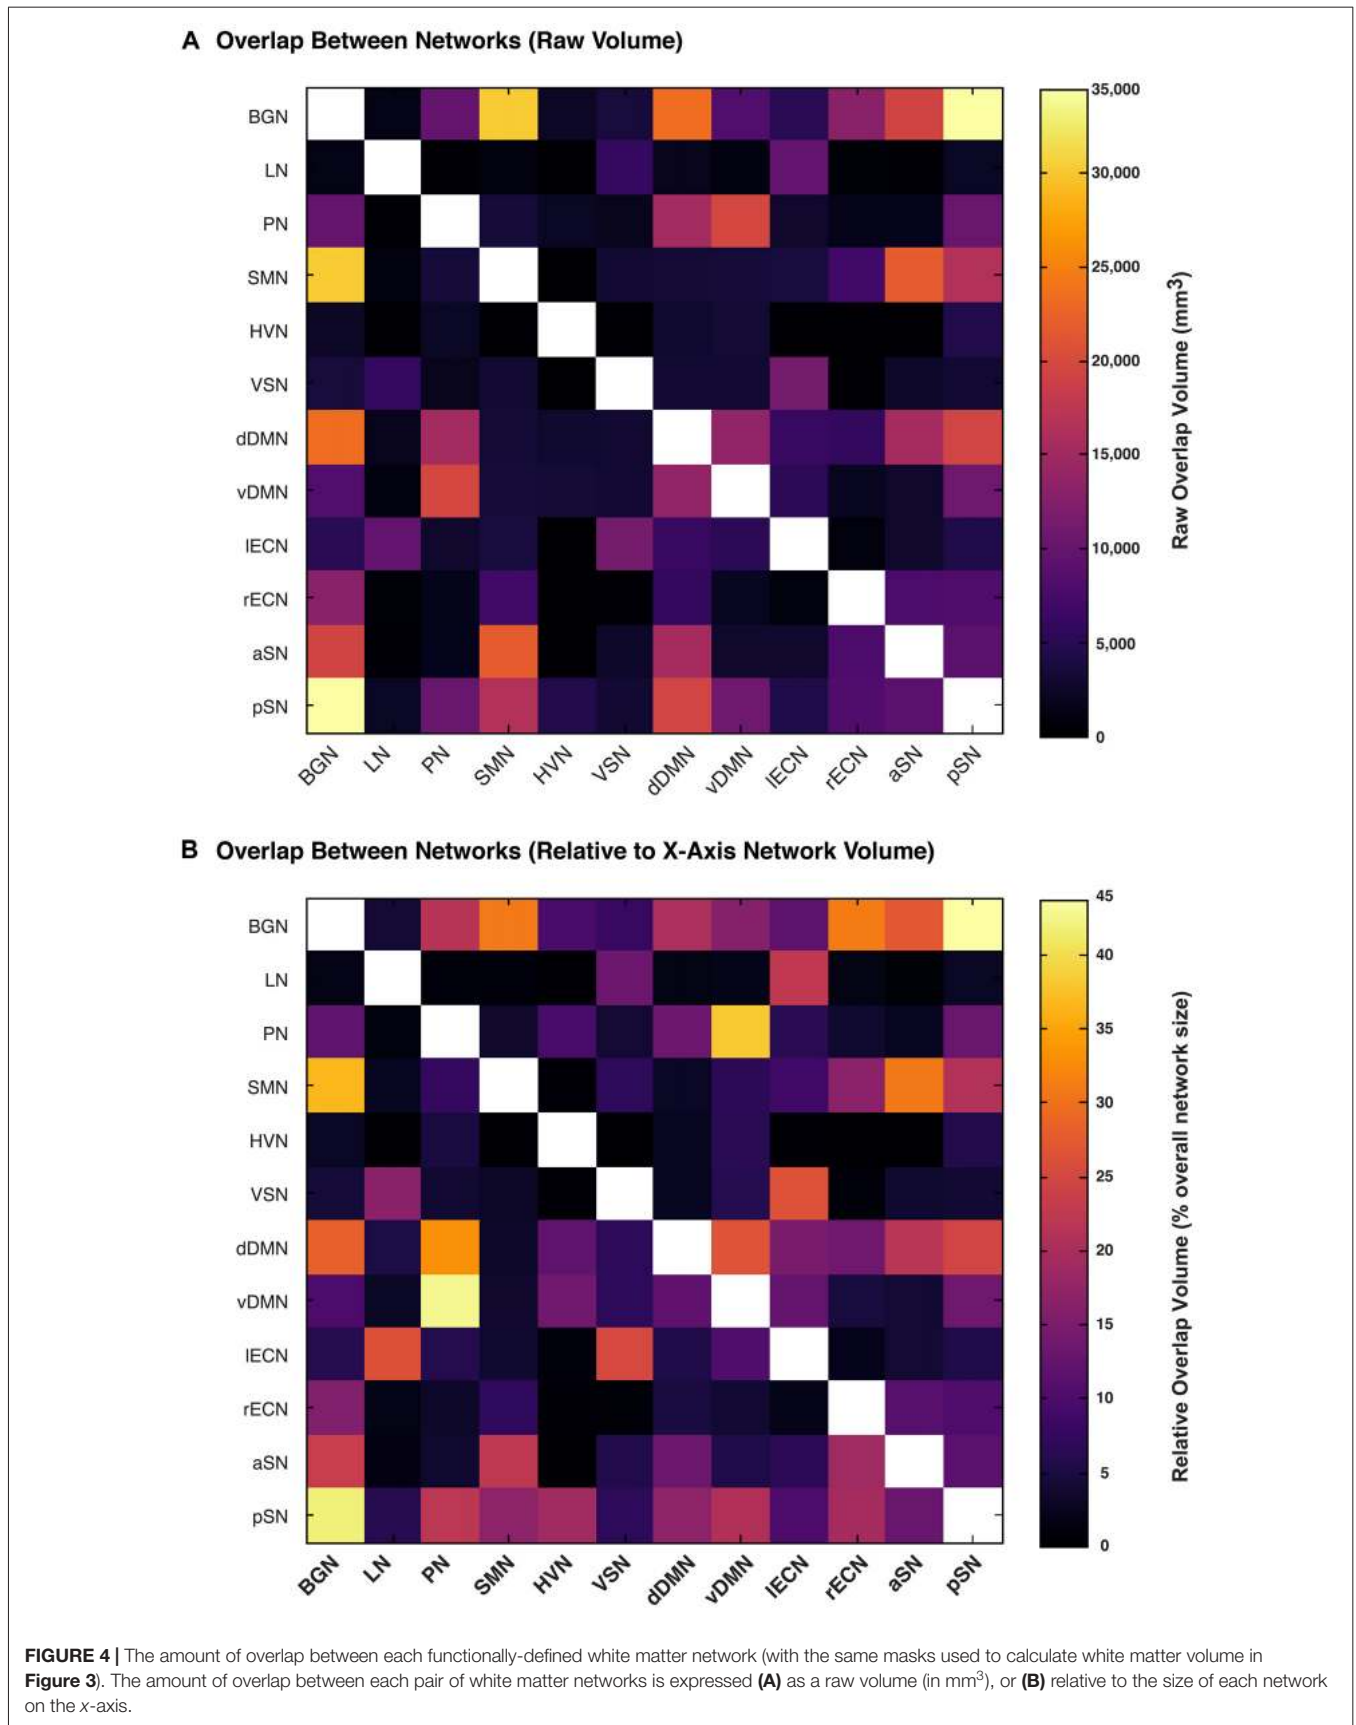 A Overlap Between Networks (Raw Volume)
BGN
LN
PN
SMN
HVN
VSN
dDMN
vDMN
lECN
rECN
aSN
pSN
BGN LN PN SMN HVN VSN dDMN vDMN lECN rECN aSN pSN
35,000
30,000
25,000
20,000
15,000
10,000
5,000
0
Raw Overlap Volume (mm³)
B Overlap Between Networks (Relative to X-Axis Network Volume)
BGN
LN
PN
SMN
HVN
VSN
dDMN
vDMN
lECN
rECN
aSN
pSN
BGN LN PN SMN HVN VSN dDMN vDMN lECN rECN aSN pSN
45
40
35
30
25
20
15
10
5
0
Relative Overlap Volume (% overall network size)
FIGURE 4 | The amount of overlap between each functionally-defined white matter network (with the same masks used to calculate white matter volume in
Figure 3). The amount of overlap between each pair of white matter networks is expressed (A) as a raw volume (in mm³), or (B) relative to the size of each network
on the x-axis.